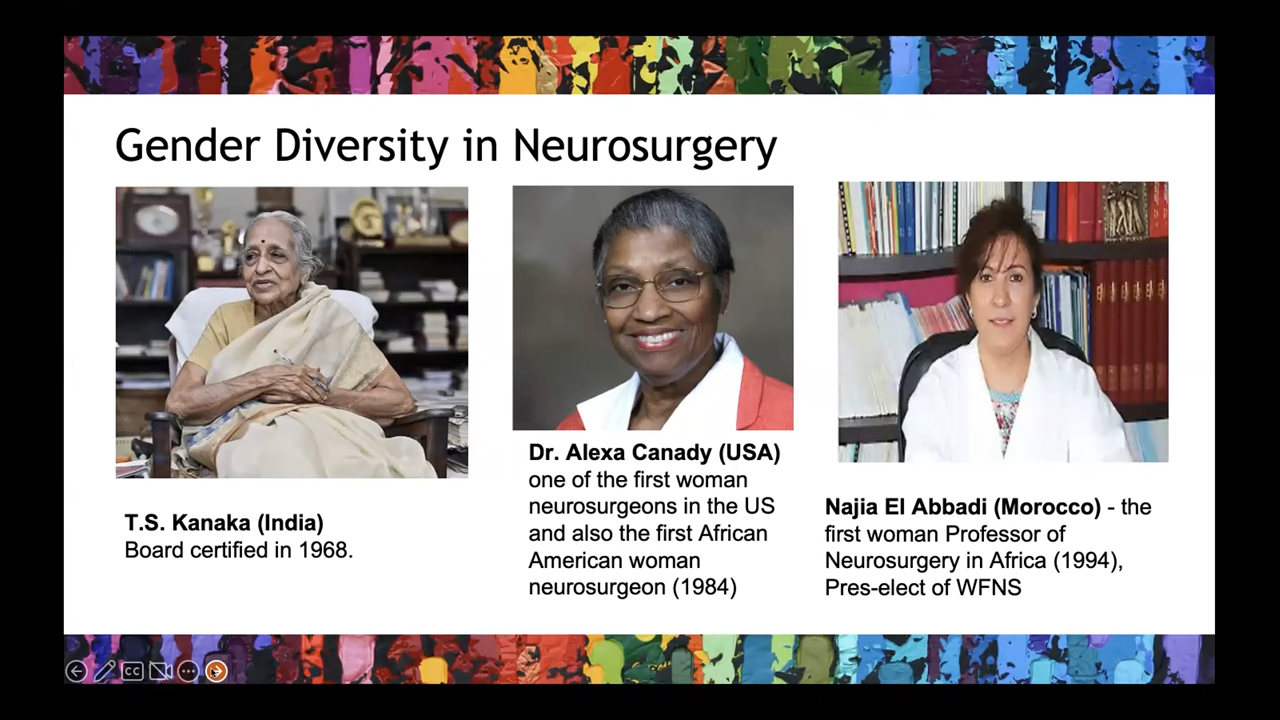 Gender Diversity in Neurosurgery
T.S. Kanaka (India)
Board certified in 1968.
Dr. Alexa Canady (USA)
one of the first woman
neurosurgeons in the US
and also the first African
American woman
neurosurgeon (1984)
Najia El Abbadi (Morocco) - the
first woman Professor of
Neurosurgery in Africa (1994),
Pres-elect of WFNS
CC